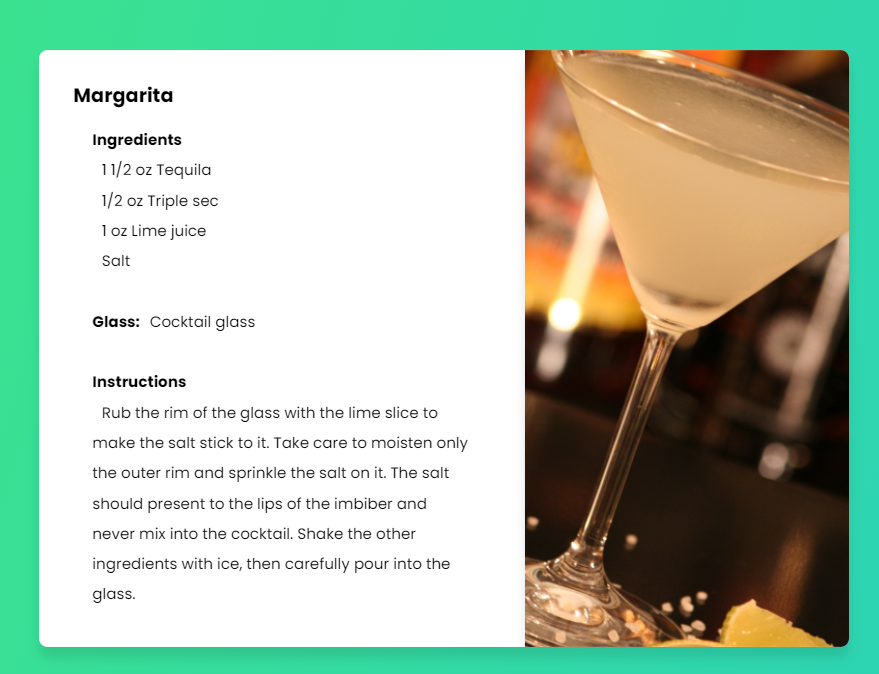 Margarita
Ingredients
1 1/2 oz Tequila
1/2 oz Triple sec
1 oz Lime juice
Salt
Glass: Cocktail glass
Instructions
Rub the rim of the glass with the lime slice to
make the salt stick to it. Take care to moisten only
the outer rim and sprinkle the salt on it. The salt
should present to the lips of the imbiber and
never mix into the cocktail. Shake the other
ingredients with ice, then carefully pour into the
glass.